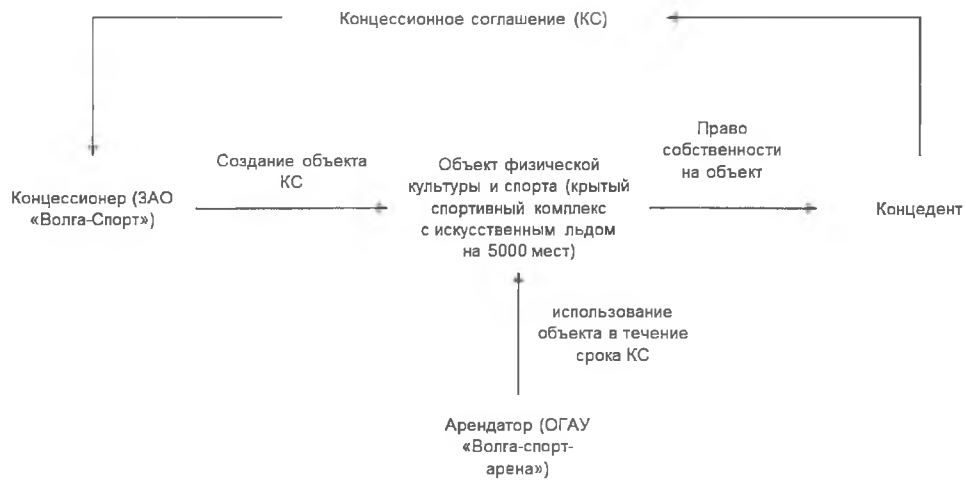 Концессионное соглашение (КС)
Право
собственности
на объект
Создание объекта
КС
Объект физической
культуры и спорта (крытый
спортивный комплекс
с искусственным льдом
на 5000 мест)
Концессионер (ЗАО
«Волга-Спорт»)
Концедент
использование
объекта в течение
срока КС
Арендатор (ОГАУ
«Волга-спорт-
арена»)